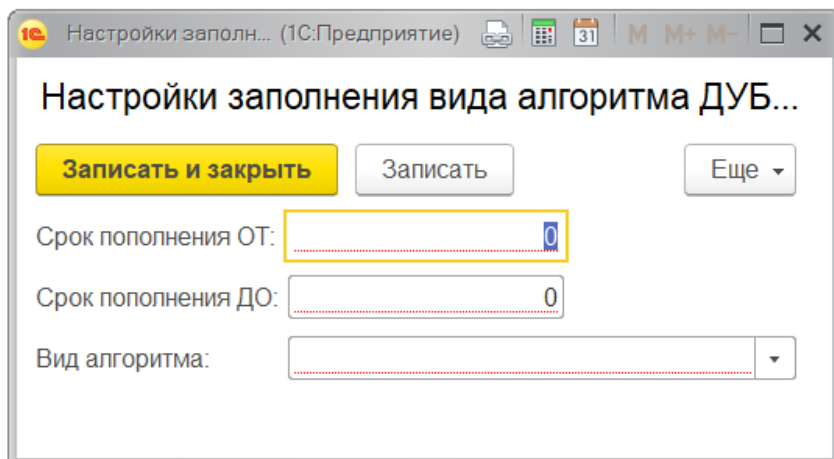 1С Настройки заполн... (1С:Предприятие) 31 M M+ M-
Настройки заполнения вида алгоритма ДУБ...
Записать и закрыть Записать Еще
Срок пополнения ОТ: 0
Срок пополнения ДО: 0
Вид алгоритма: